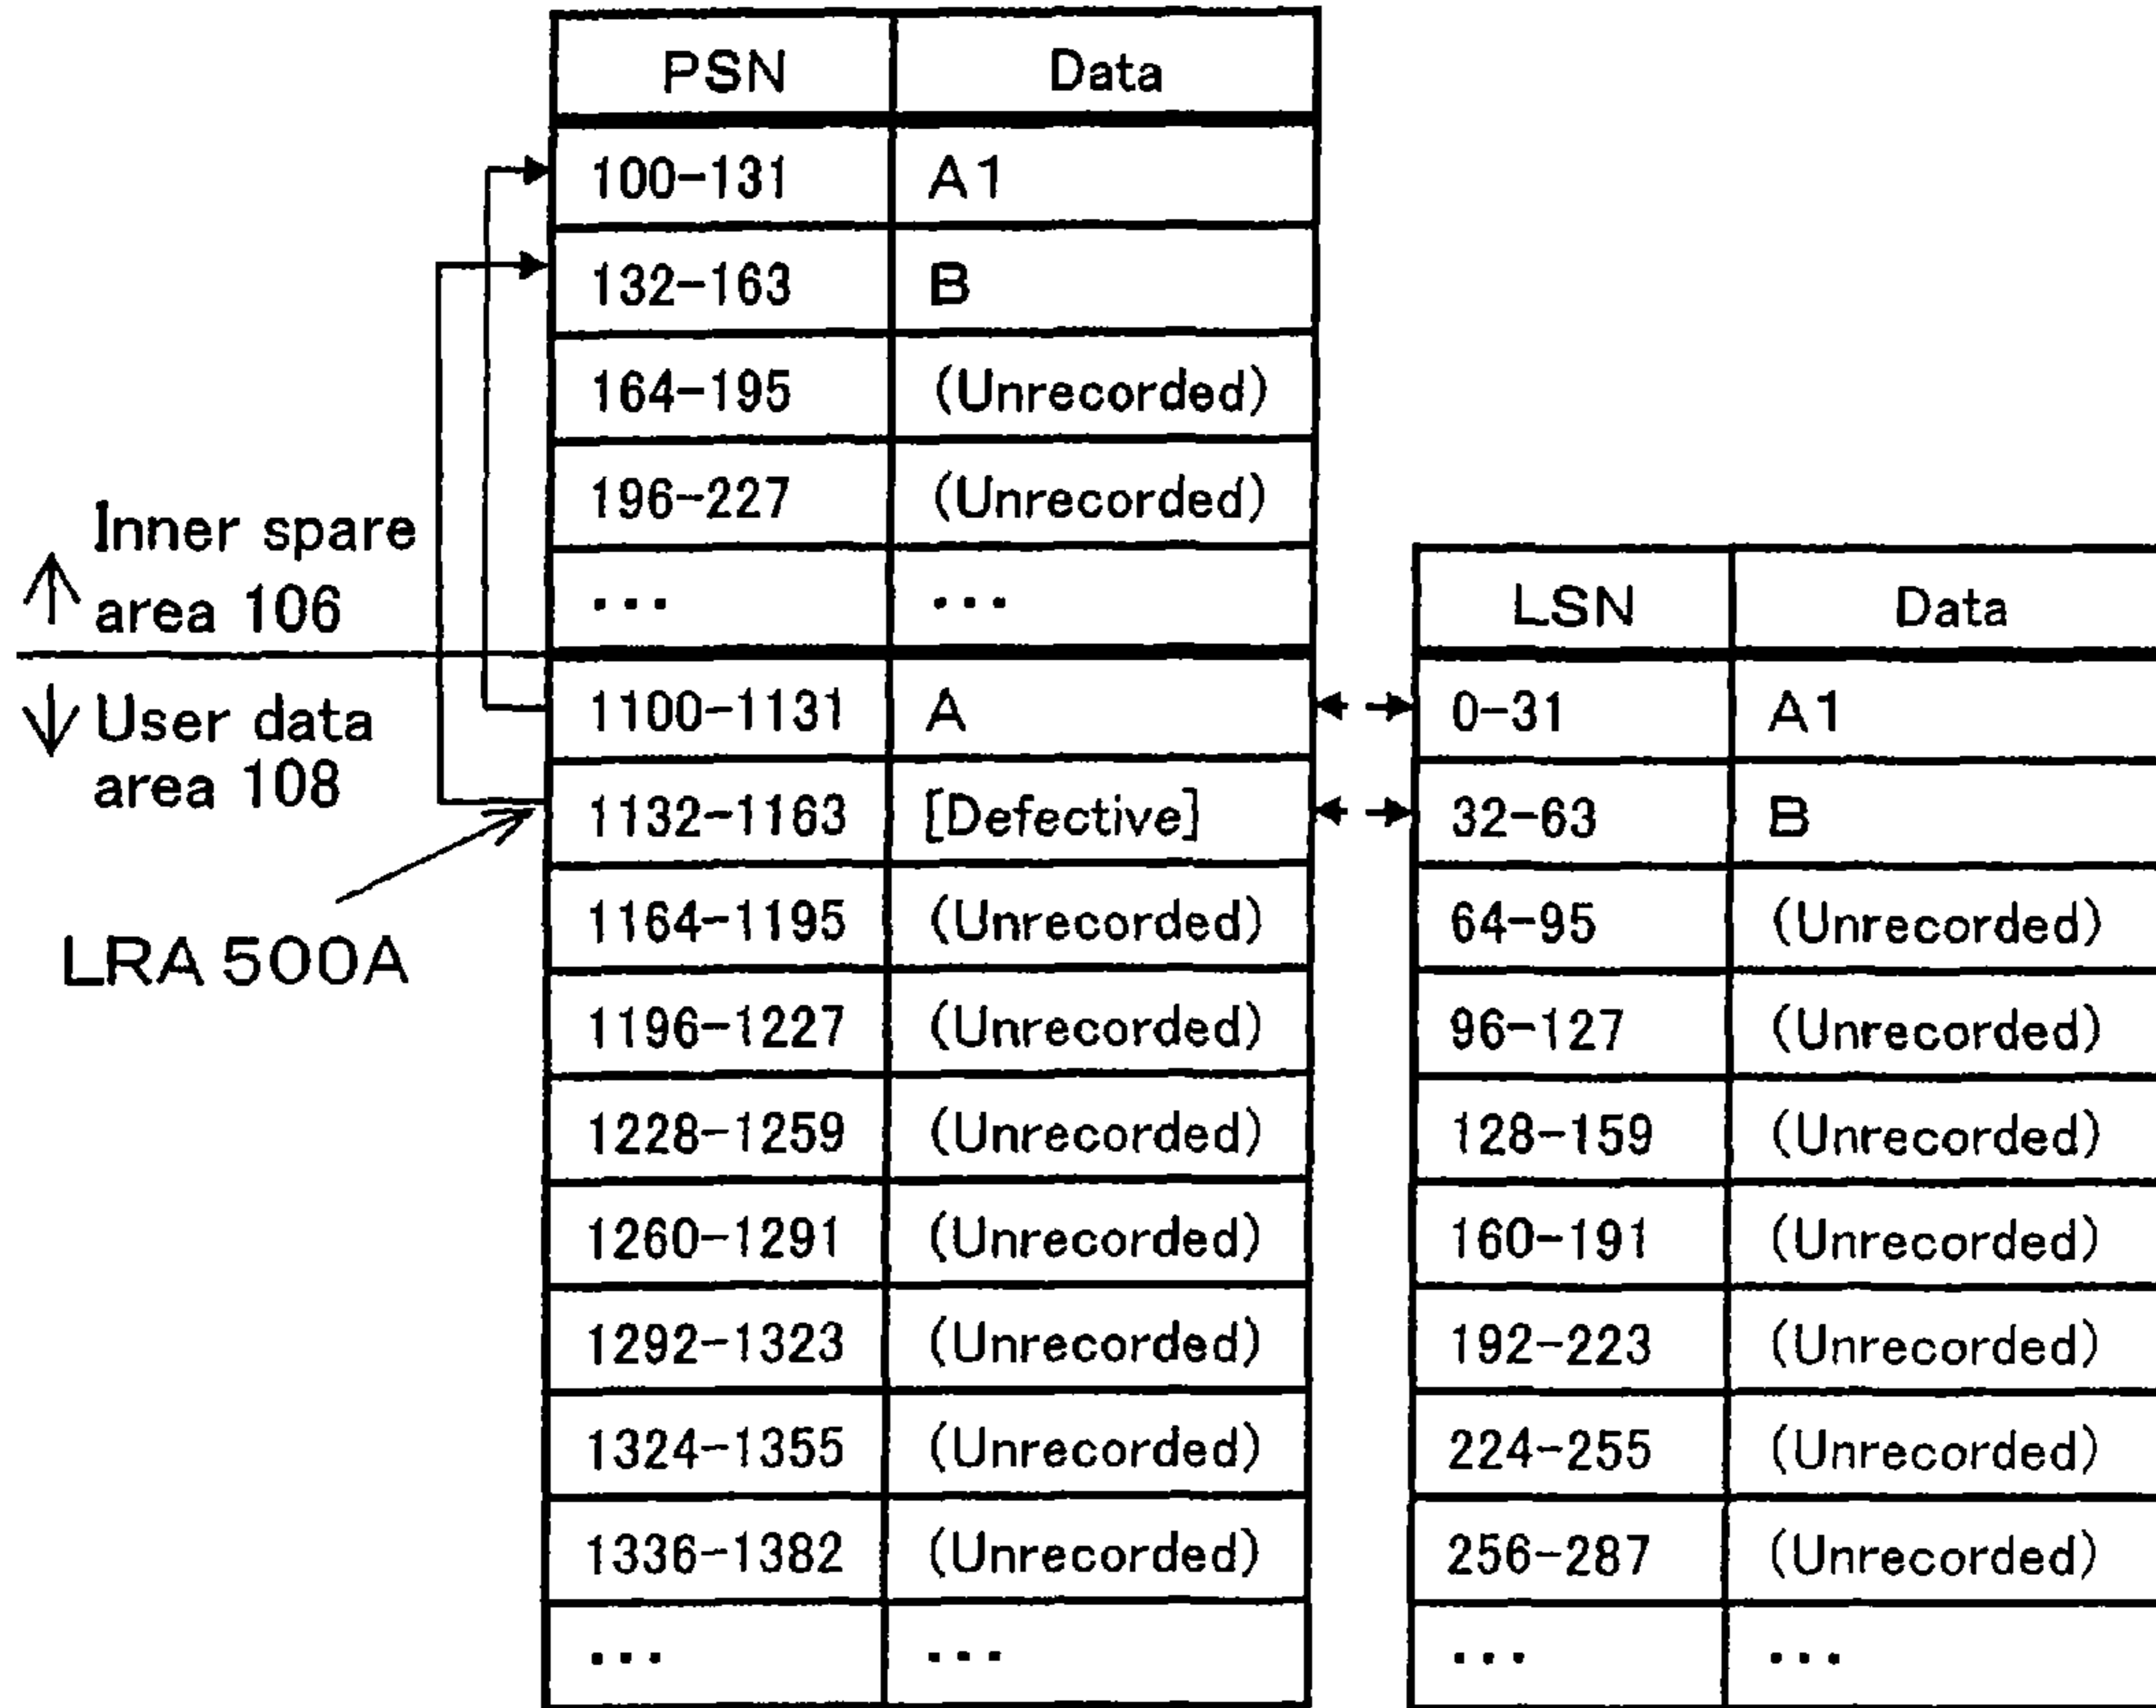 PSN Data
100-131 A1
132-163 B
164-195 (Unrecorded)
196-227 (Unrecorded)
... ...
1100-1131 A
1132-1163 [Defective]
1164-1195 (Unrecorded)
1196-1227 (Unrecorded)
1228-1259 (Unrecorded)
1260-1291 (Unrecorded)
1292-1323 (Unrecorded)
1324-1355 (Unrecorded)
1336-1382 (Unrecorded)
... ...
Inner spare
area 106
User data
area 108
LRA 500A
LSN Data
0-31 A1
32-63 B
64-95 (Unrecorded)
96-127 (Unrecorded)
128-159 (Unrecorded)
160-191 (Unrecorded)
192-223 (Unrecorded)
224-255 (Unrecorded)
256-287 (Unrecorded)
... ...